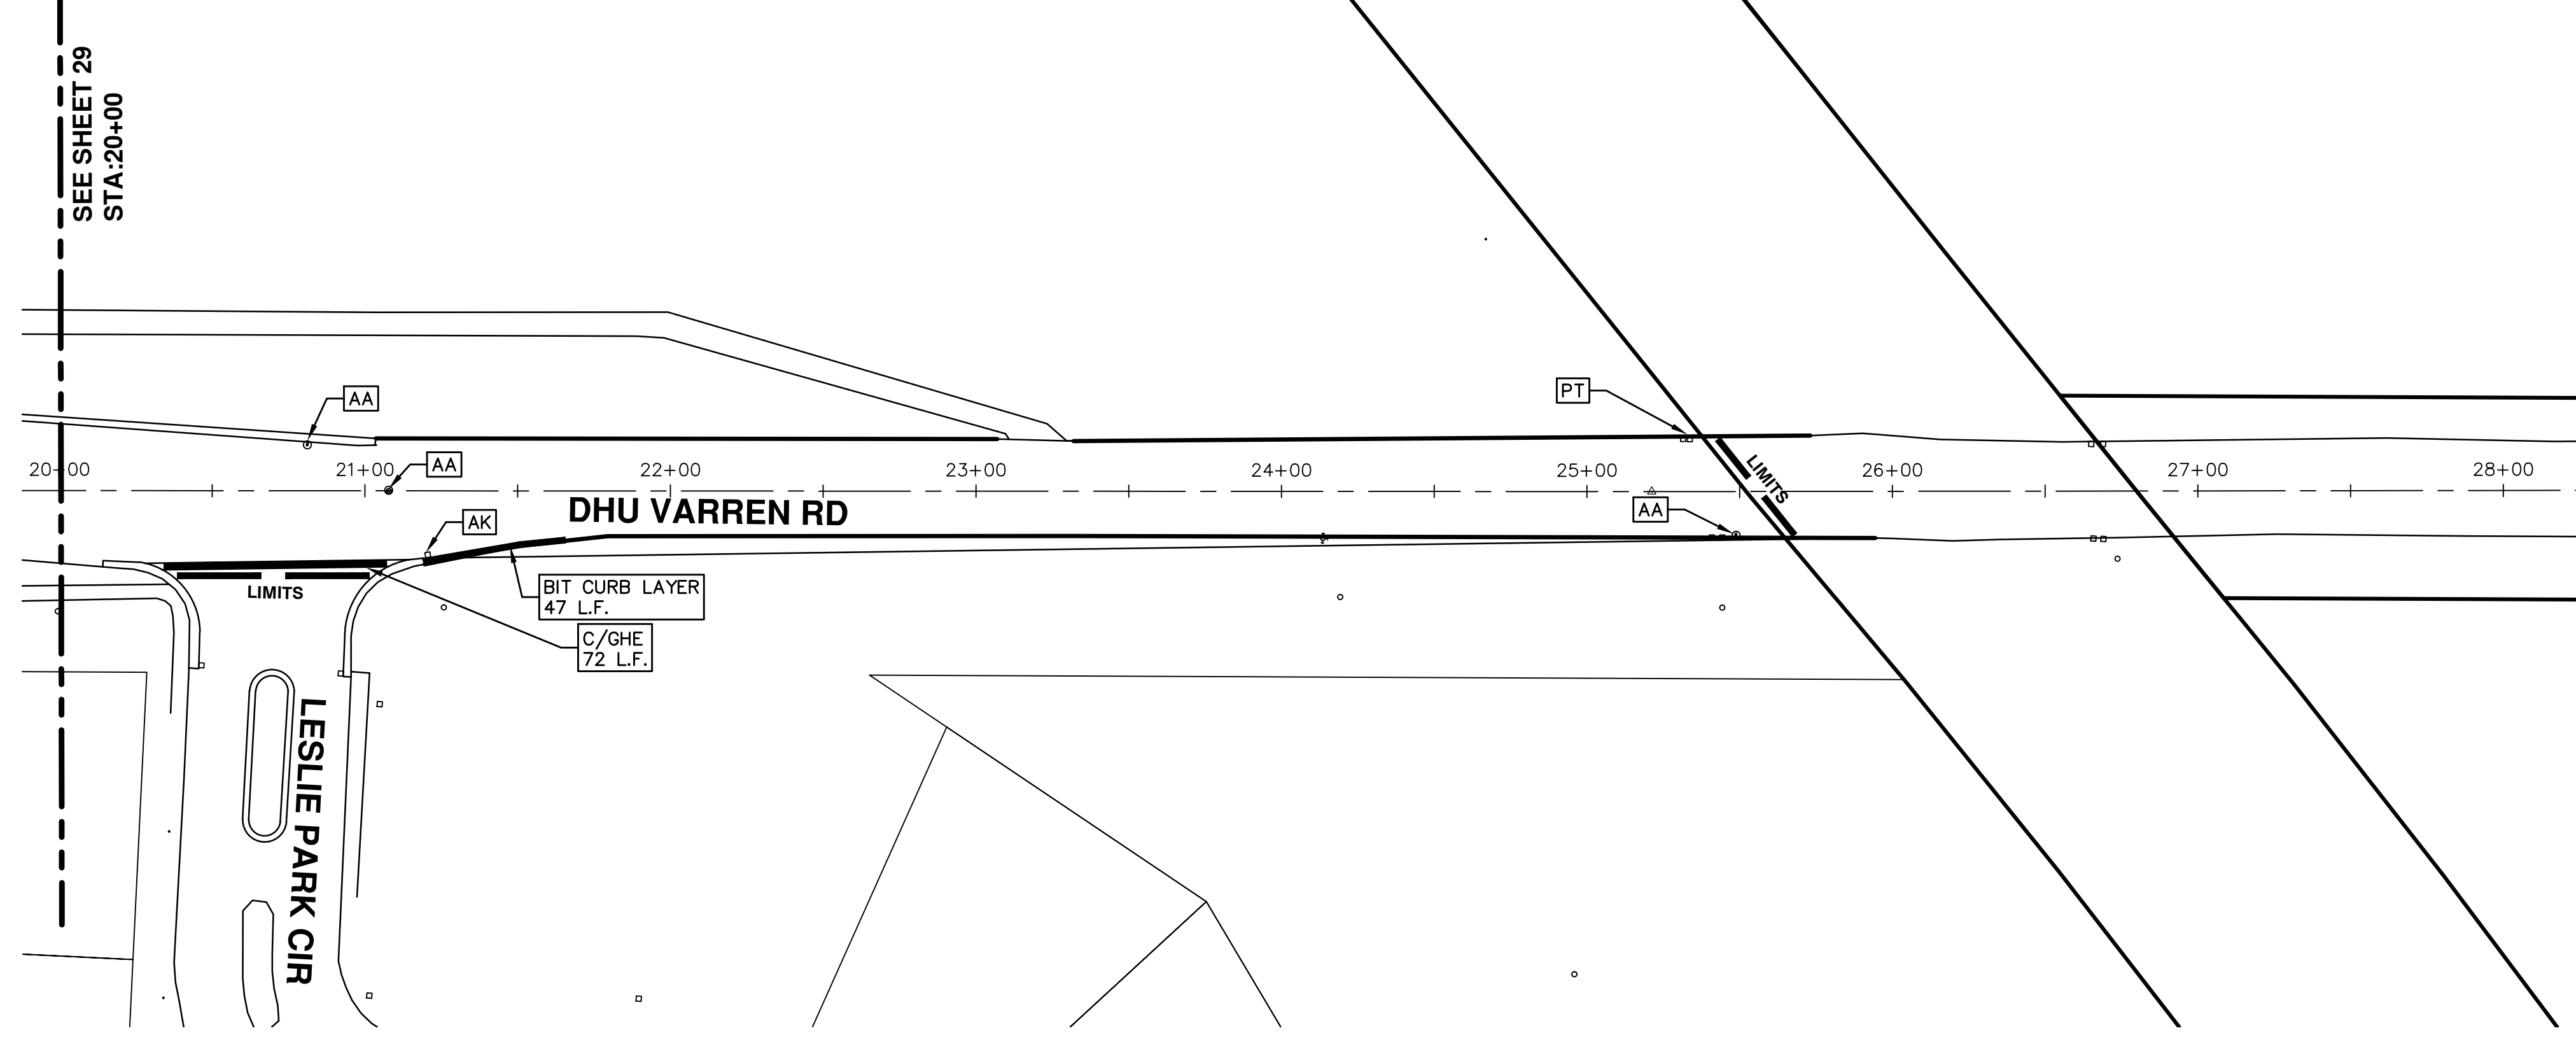 SEE SHEET 29
STA:20+00
AA
PT
20+00
21+00
AA
22+00
23+00
24+00
25+00
LIMITS
26+00
27+00
28+00
DHU VARREN RD
AA
AK
BIT CURB LAYER
47 L.F.
LIMITS
C/GHE
72 L.F.
LESLIE PARK CIR